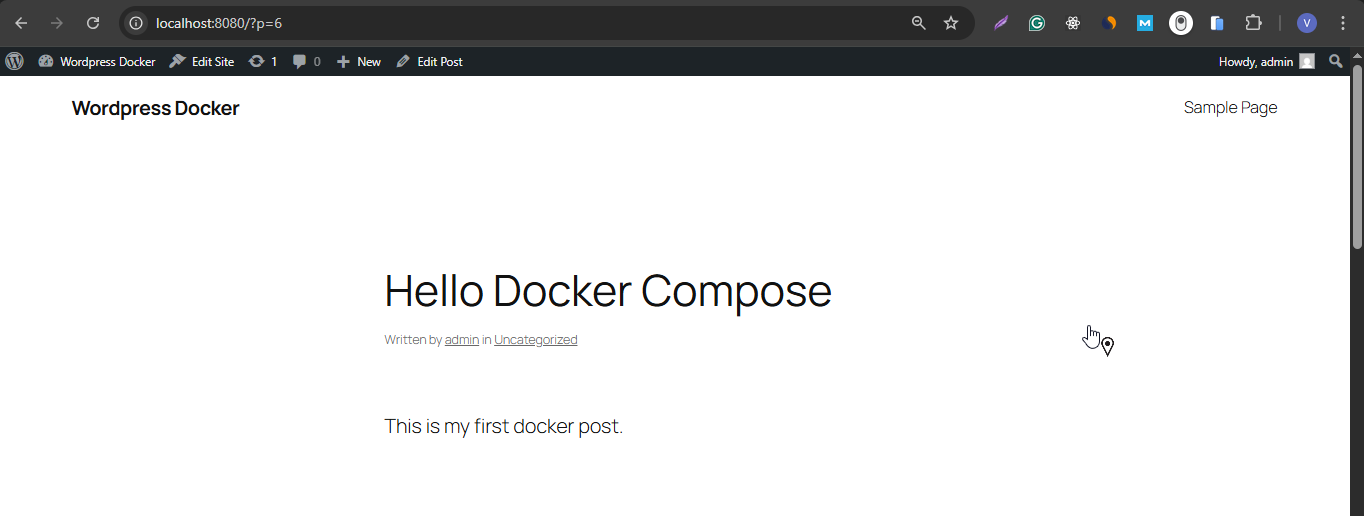 localhost:8080/?p=6
V
Wordpress Docker Edit Site 1 0 New Edit Post Howdy, admin
Wordpress Docker Sample Page
Hello Docker Compose
Written by admin in Uncategorized
This is my first docker post.